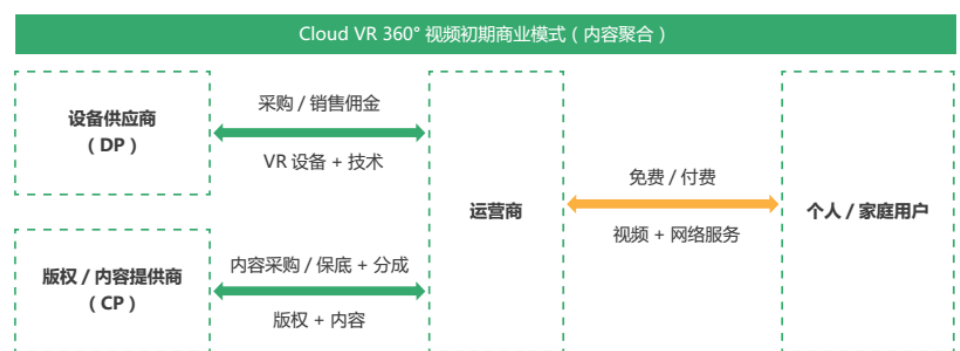 Cloud VR 360° 视频初期商业模式（内容聚合）
设备供应商
（DP）
采购 / 销售佣金
VR 设备 + 技术
版权 / 内容提供商
（CP）
内容采购 / 保底 + 分成
版权 + 内容
运营商
免费 / 付费
视频 + 网络服务
个人 / 家庭用户